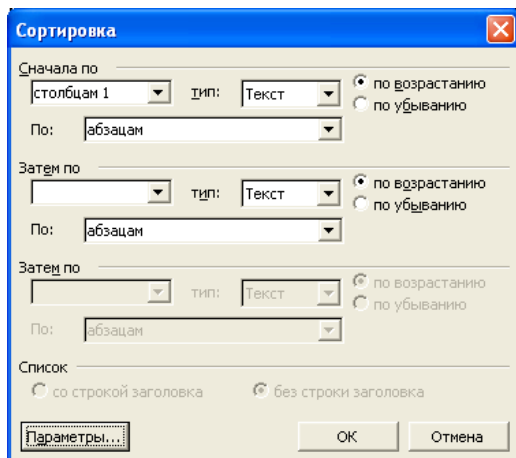 Сортировка
Сначала по
столбцам 1 тип: Текст по возрастанию
по убыванию
По: абзацам
Затем по
тип: Текст по возрастанию
по убыванию
По: абзацам
Затем по
тип: Текст по возрастанию
по убыванию
По: абзацам
Список
со строкой заголовка без строки заголовка
Параметры... ОК Отмена